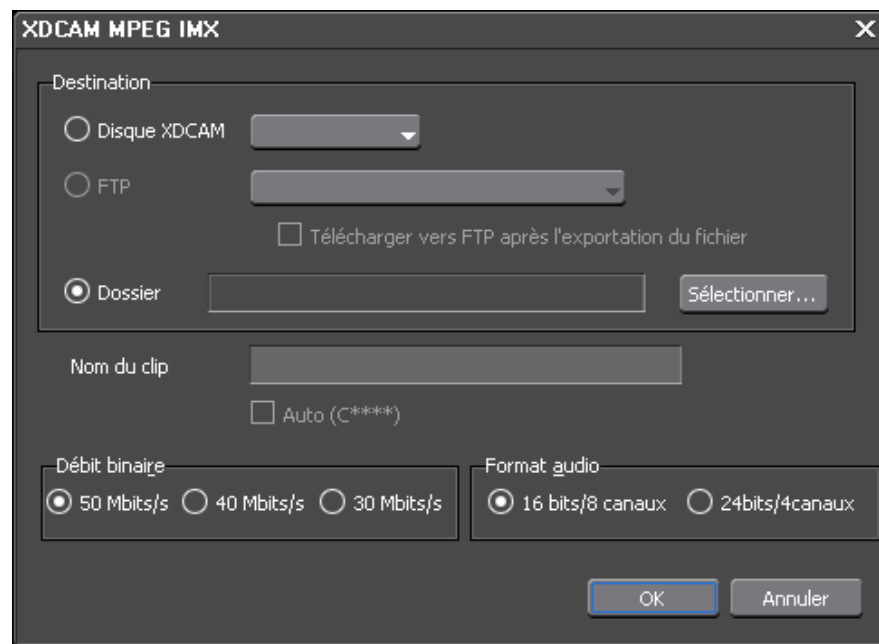 XDCAM MPEG IMX
Destination
Disque XDCAM
FTP
Télécharger vers FTP après l'exportation du fichier
Dossier
Sélectionner...
Nom du clip
Auto (C****)
Débit binaire
50 Mbits/s 40 Mbits/s 30 Mbits/s
Format audio
16 bits/8 canaux 24bits/4canaux
OK
Annuler